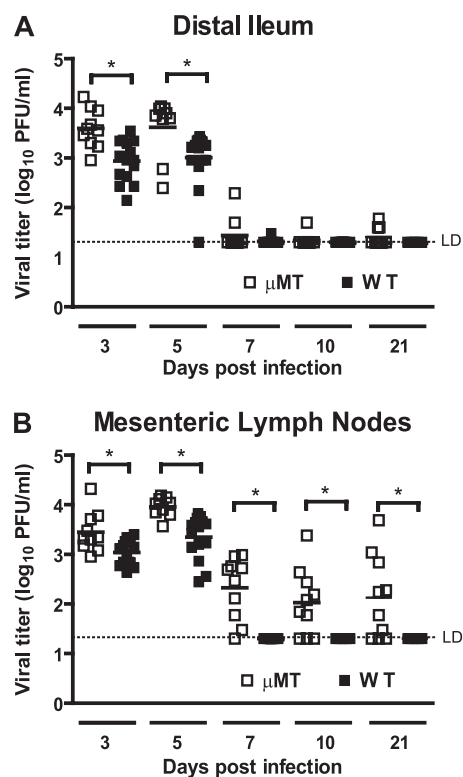 A Distal Ileum
Viral titer (log10 PFU/ml)
5
4
3
2
1
0
* *
LD
μMT W T
3 5 7 10 21
Days post infection
B Mesenteric Lymph Nodes
Viral titer (log10 PFU/ml)
5
4
3
2
1
0
* * * * *
LD
μMT W T
3 5 7 10 21
Days post infection